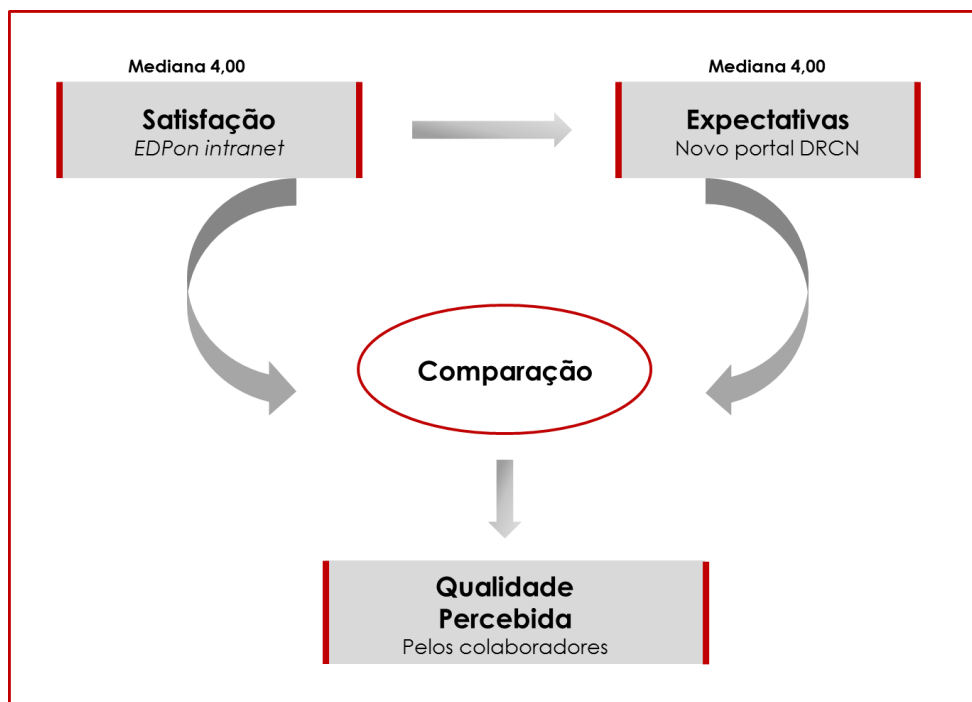 Mediana 4,00
Satisfação
EDPon intranet
Mediana 4,00
Expectativas
Novo portal DRCN
Comparação
Qualidade
Percebida
Pelos colaboradores